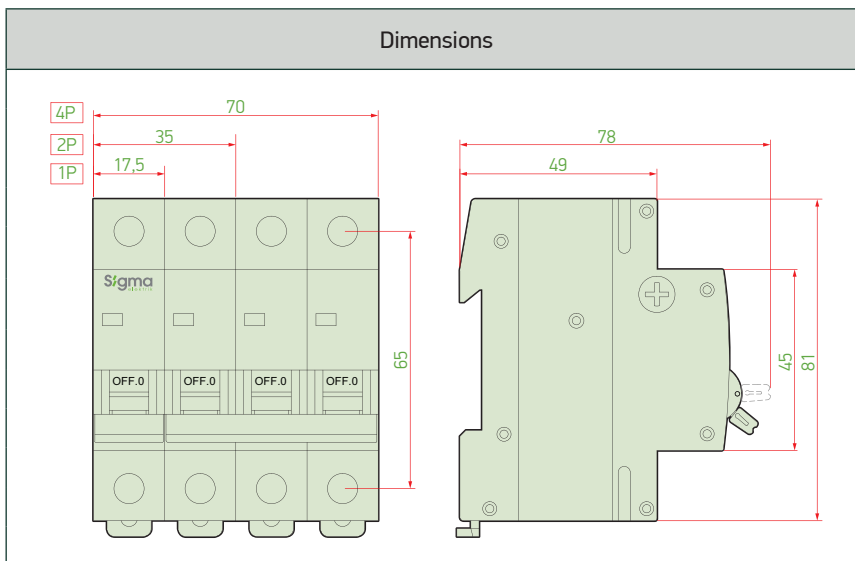 Dimensions
4P
70
2P
35
1P
17,5
78
49
Sigma
elektrik
OFF.0 OFF.0 OFF.0 OFF.0
65
45
81